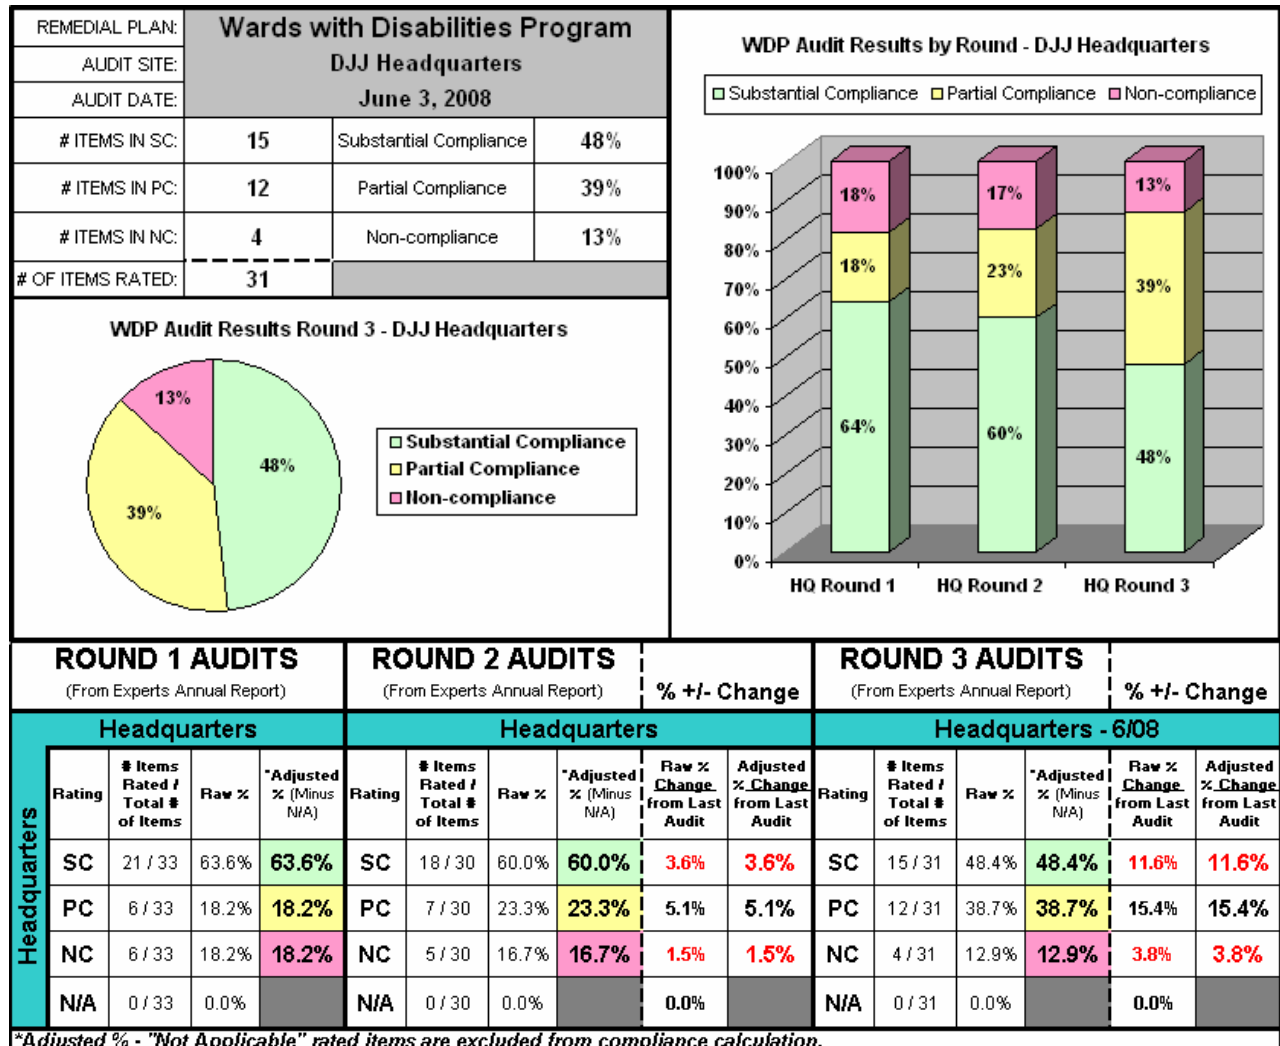 REMEDIAL PLAN: Wards with Disabilities Program
AUDIT SITE: DJJ Headquarters
AUDIT DATE: June 3, 2008
# ITEMS IN SC: 15 Substantial Compliance 48%
# ITEMS IN PC: 12 Partial Compliance 39%
# ITEMS IN NC: 4 Non-compliance 13%
# OF ITEMS RATED: 31
WDP Audit Results Round 3 - DJJ Headquarters
13%
48%
39%
Substantial Compliance
Partial Compliance
Non-compliance
WDP Audit Results by Round - DJJ Headquarters
Substantial Compliance Partial Compliance Non-compliance
100%
90%
80%
70%
60%
50%
40%
30%
20%
10%
0%
18% 17% 13%
18% 23% 39%
64% 60% 48%
HQ Round 1 HQ Round 2 HQ Round 3
ROUND 1 AUDITS
(From Experts Annual Report)
ROUND 2 AUDITS
(From Experts Annual Report)
% +/- Change
ROUND 3 AUDITS
(From Experts Annual Report)
% +/- Change
Headquarters Headquarters Headquarters - 6/08
Headquarters
Rating # Items Rated / Total # of Items Raw % *Adjusted % (Minus N/A) Rating # Items Rated / Total # of Items Raw % *Adjusted % (Minus N/A) Raw % Change from Last Audit Adjusted % Change from Last Audit Rating # Items Rated / Total # of Items Raw % *Adjusted % (Minus N/A) Raw % Change from Last Audit Adjusted % Change from Last Audit
SC 21 / 33 63.6% 63.6% SC 18 / 30 60.0% 60.0% 3.6% 3.6% SC 15 / 31 48.4% 48.4% 11.6% 11.6%
PC 6 / 33 18.2% 18.2% PC 7 / 30 23.3% 23.3% 5.1% 5.1% PC 12 / 31 38.7% 38.7% 15.4% 15.4%
NC 6 / 33 18.2% 18.2% NC 5 / 30 16.7% 16.7% 1.5% 1.5% NC 4 / 31 12.9% 12.9% 3.8% 3.8%
N/A 0 / 33 0.0% N/A 0 / 30 0.0% 0.0% N/A 0 / 31 0.0% 0.0%
*Adjusted % - "Not Applicable" rated items are excluded from compliance calculation.